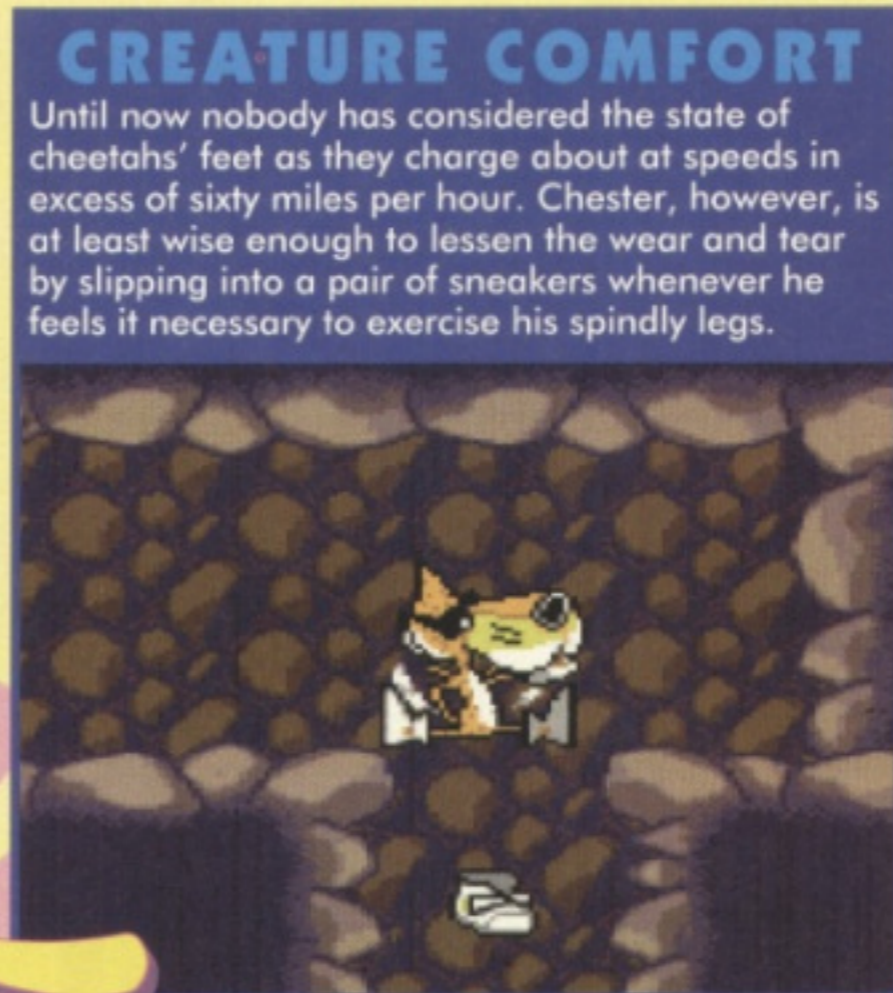 CREATURE COMFORT
Until now nobody has considered the state of
cheetahs' feet as they charge about at speeds in
excess of sixty miles per hour. Chester, however, is
at least wise enough to lessen the wear and tear
by slipping into a pair of sneakers whenever he
feels it necessary to exercise his spindly legs.